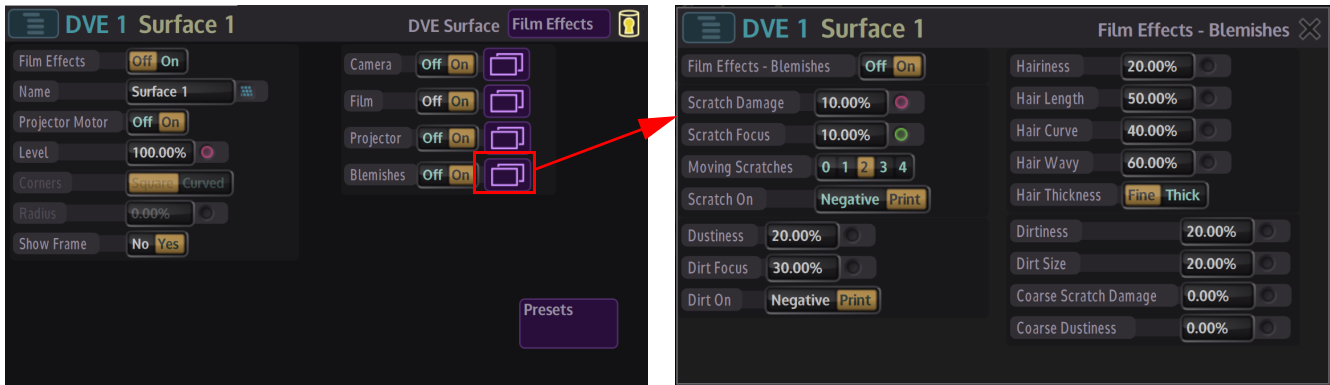 DVE 1 Surface 1 DVE Surface Film Effects
Film Effects Off On
Name Surface 1
Projector Motor Off On
Level 100.00%
Corners Square Curved
Radius 0.00%
Show Frame No Yes
Camera Off On
Film Off On
Projector Off On
Blemishes Off On
Presets
DVE 1 Surface 1 Film Effects - Blemishes
Film Effects - Blemishes Off On
Scratch Damage 10.00%
Scratch Focus 10.00%
Moving Scratches 0 1 2 3 4
Scratch On Negative Print
Dustiness 20.00%
Dirt Focus 30.00%
Dirt On Negative Print
Hairiness 20.00%
Hair Length 50.00%
Hair Curve 40.00%
Hair Wavy 60.00%
Hair Thickness Fine Thick
Dirtiness 20.00%
Dirt Size 20.00%
Coarse Scratch Damage 0.00%
Coarse Dustiness 0.00%